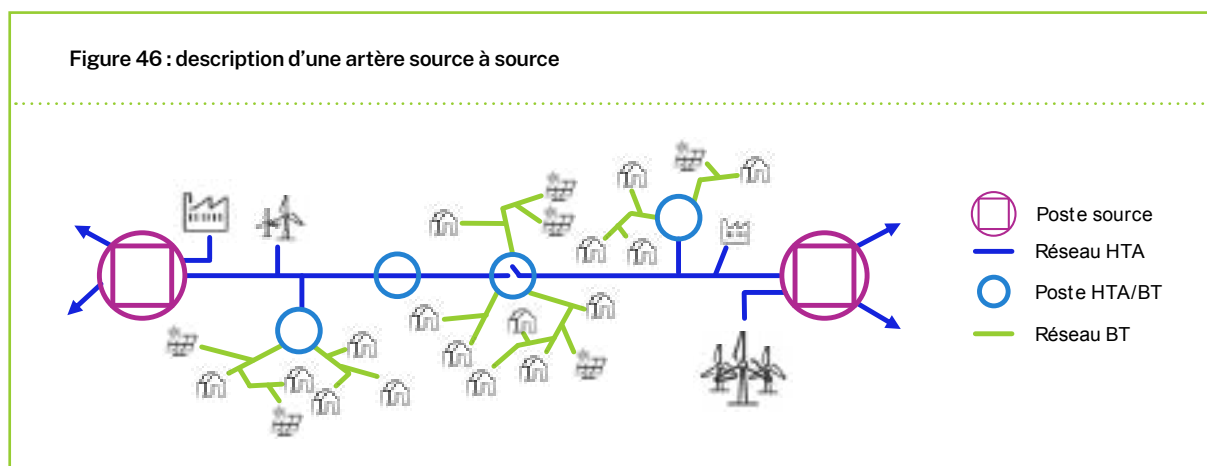 Figure 46 : description d’une artère source à source
Poste source
Réseau HTA
Poste HTA/BT
Réseau BT